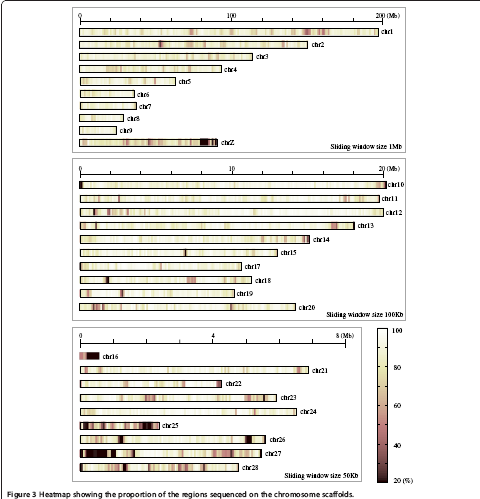 0 100 200 (Mb)
chr1
chr2
chr3
chr4
chr5
chr6
chr7
chr8
chr9
chrZ
Sliding window size 1Mb
0 10 20 (Mb)
chr10
chr11
chr12
chr13
chr14
chr15
chr17
chr18
chr19
chr20
Sliding window size 100Kb
0 4 8 (Mb)
chr16
chr21
chr22
chr23
chr24
chr25
chr26
chr27
chr28
Sliding window size 50Kb
100
80
60
40
20 (%)
Figure 3 Heatmap showing the proportion of the regions sequenced on the chromosome scaffolds.